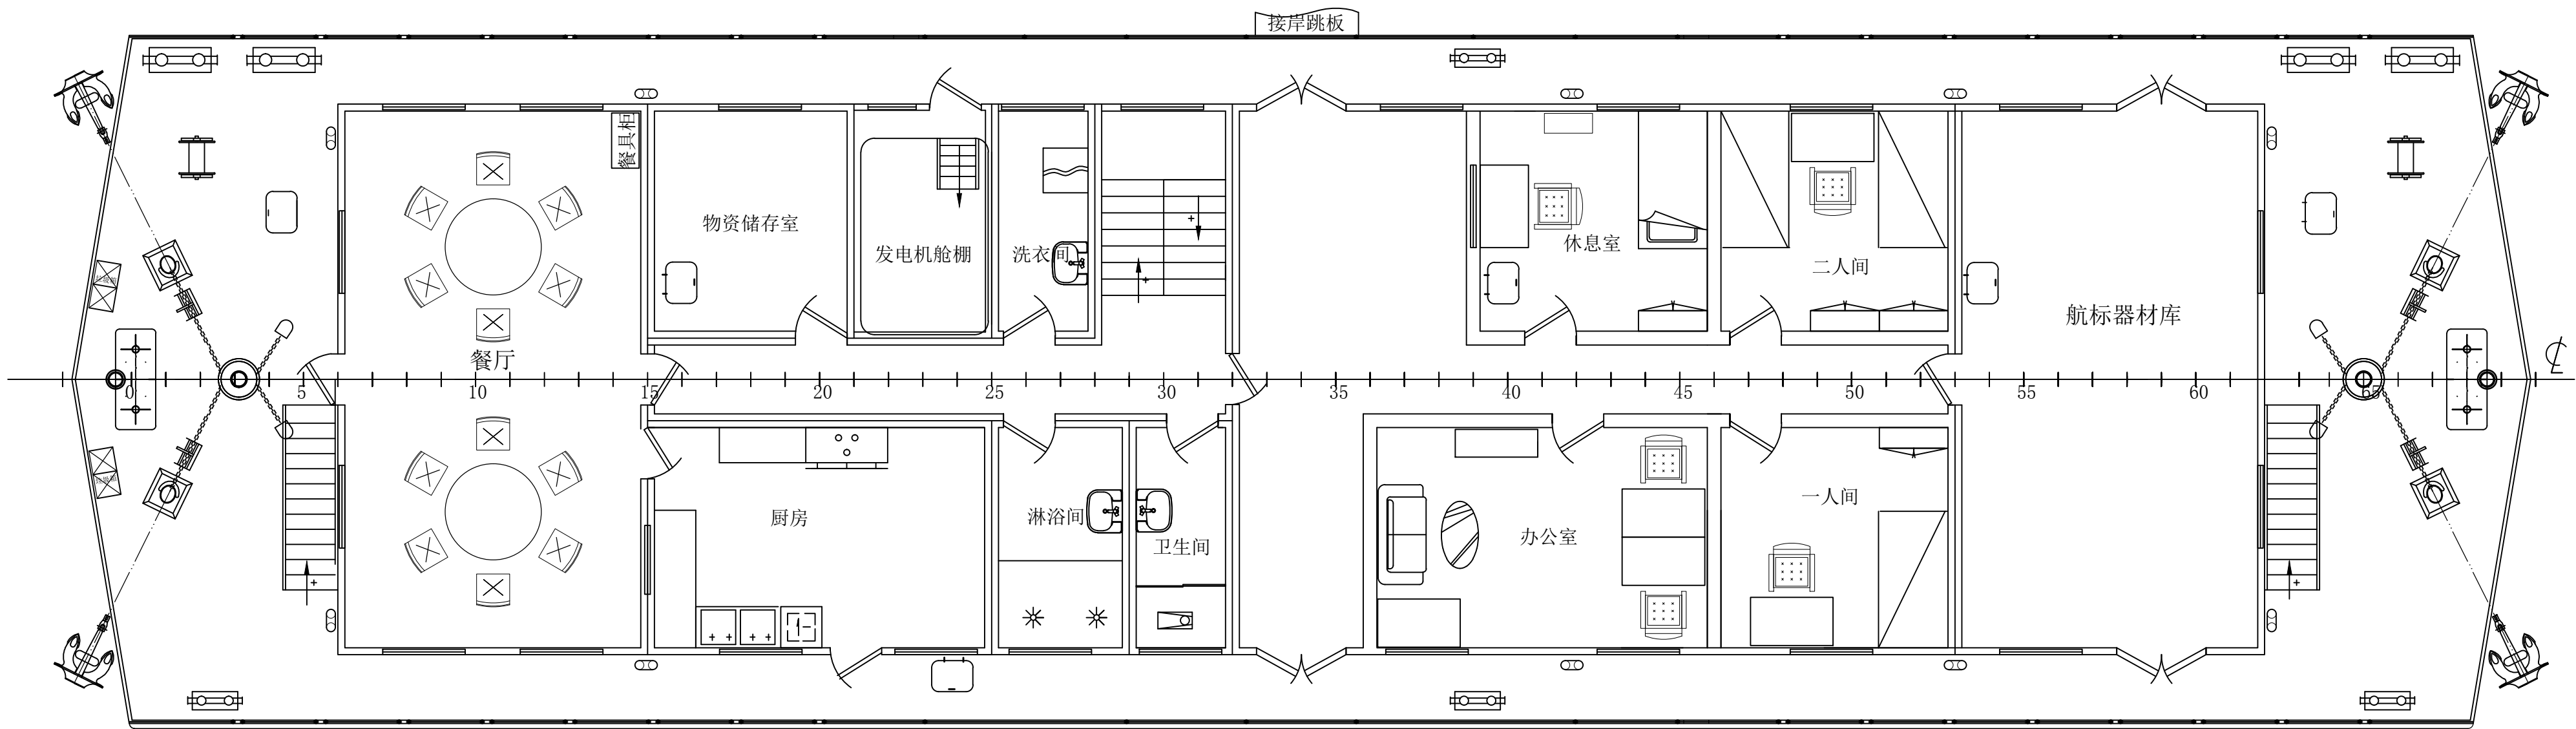 接岸跳板
餐具柜
物资储存室
发电机舱棚
洗衣间
休息室
二人间
航标器材库
餐厅
0 5 10 15 20 25 30 35 40 45 50 55 60 65
厨房
淋浴间
卫生间
办公室
一人间